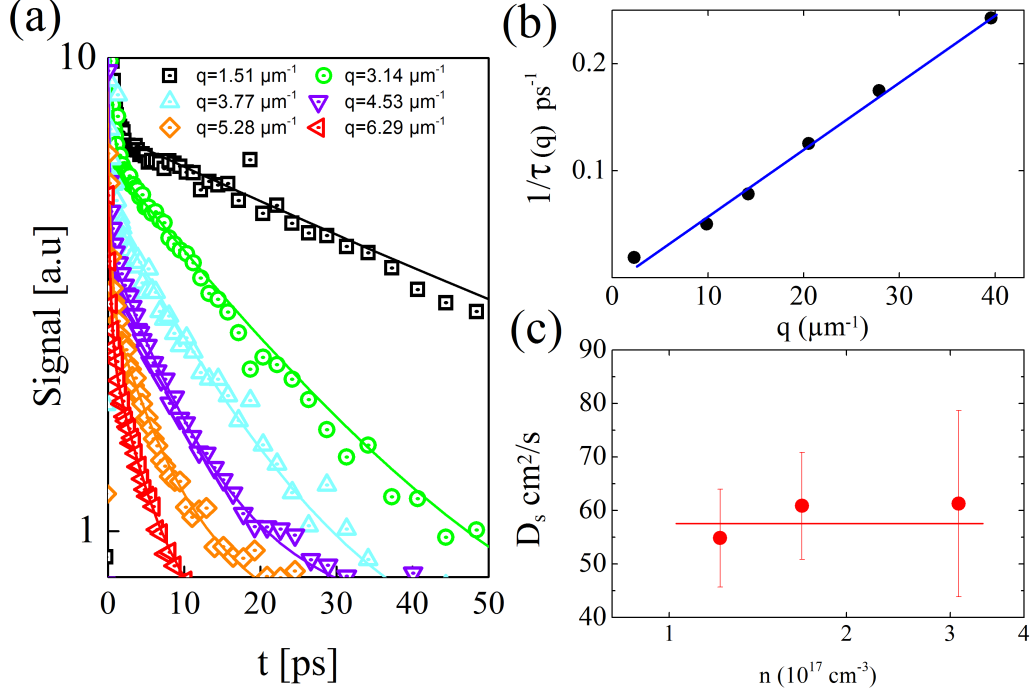 (a)
10
q=1.51 μm-1
q=3.14 μm-1
q=3.77 μm-1
q=4.53 μm-1
q=5.28 μm-1
q=6.29 μm-1
Signal [a.u]
1
0 10 20 30 40 50
t [ps]
(b)
0.2
0.1
1/τ(q) ps-1
0 10 20 30 40
q (μm-1)
(c)
90
80
70
60
50
40
Ds cm2/s
1 2 3 4
n (1017 cm-3)